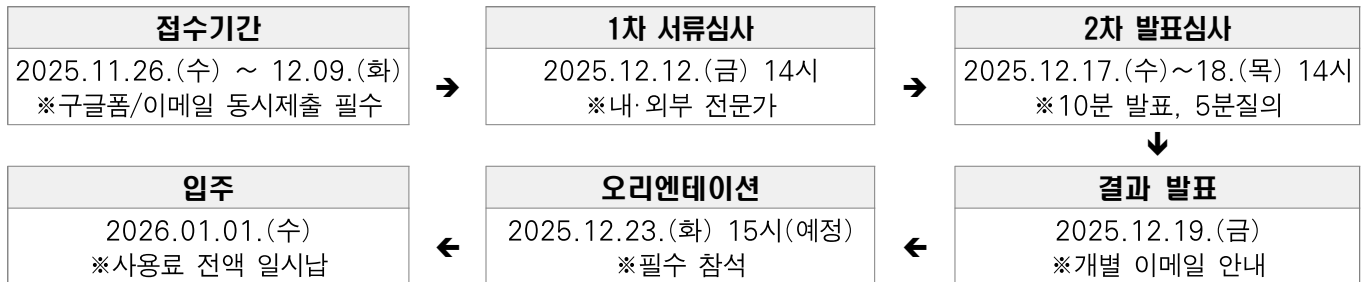 접수기간
2025.11.26.(수) ~ 12.09.(화)
※구글폼/이메일 동시제출 필수
➔
1차 서류심사
2025.12.12.(금) 14시
※내·외부 전문가
➔
2차 발표심사
2025.12.17.(수)~18.(목) 14시
※10분 발표, 5분질의
🡻
결과 발표
2025.12.19.(금)
※개별 이메일 안내
🡸
오리엔테이션
2025.12.23.(화) 15시(예정)
※필수 참석
🡸
입주
2026.01.01.(수)
※사용료 전액 일시납